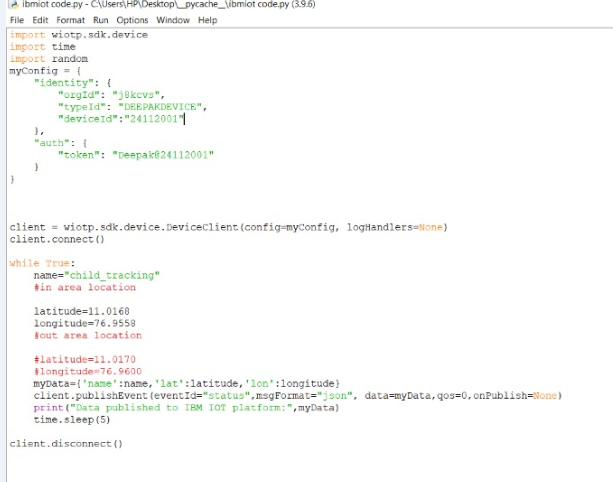 ibmiot code.py - C:\Users\HP\Desktop\__pycache__\ibmiot code.py (3.9.6)
File Edit Format Run Options Window Help
import wiotp.sdk.device
import time
import random
myConfig = {
    "identity": {
        "orgId": "j8kcvs",
        "typeId": "DEEPAKDEVICE",
        "deviceId":"24112001"
    },
    "auth": {
        "token": "Deepak@24112001"
    }
}
client = wiotp.sdk.device.DeviceClient(config=myConfig, logHandlers=None)
client.connect()
while True:
    name="child_tracking"
    #in area location
    latitude=11.0168
    longitude=76.9558
    #out area location
    #latitude=11.0170
    #longitude=76.9600
    myData={'name':name,'lat':latitude,'lon':longitude}
    client.publishEvent(eventId="status",msgFormat="json", data=myData,qos=0,onPublish=None)
    print("Data published to IBM IOT platform:",myData)
    time.sleep(5)
client.disconnect()